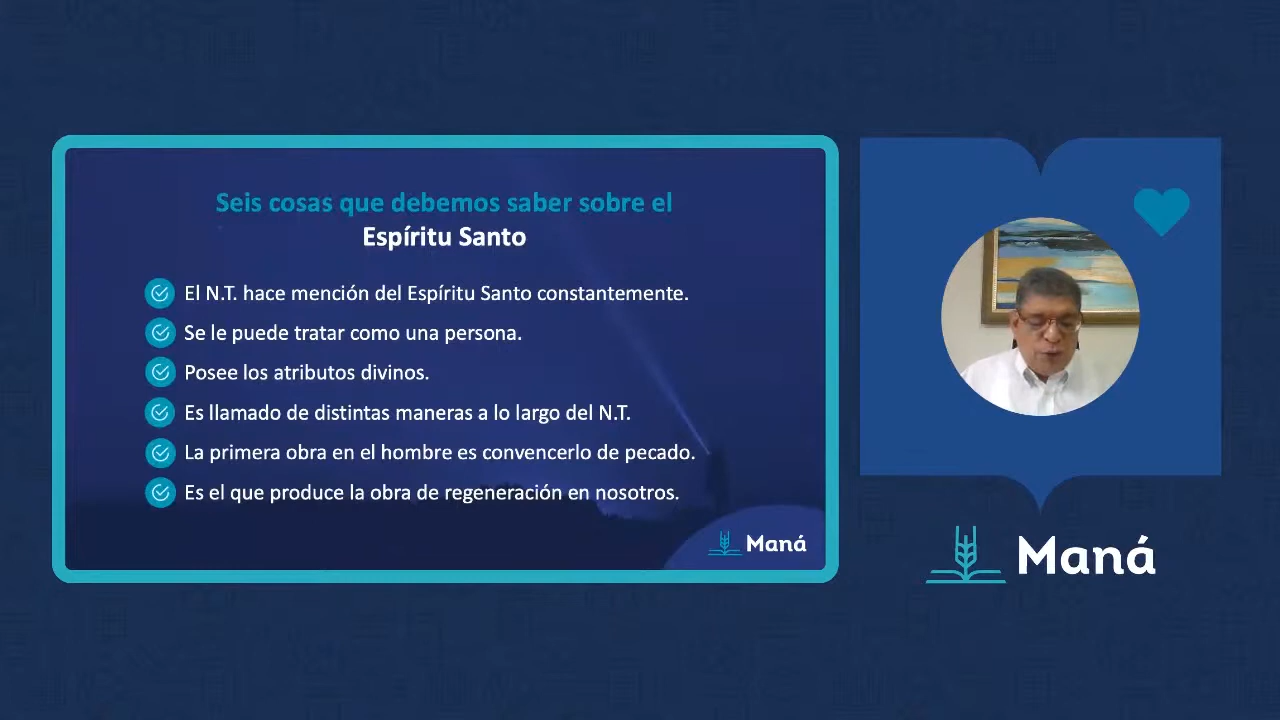 Seis cosas que debemos saber sobre el
Espíritu Santo
El N.T. hace mención del Espíritu Santo constantemente.
Se le puede tratar como una persona.
Posee los atributos divinos.
Es llamado de distintas maneras a lo largo del N.T.
La primera obra en el hombre es convencerlo de pecado.
Es el que produce la obra de regeneración en nosotros.
Maná
Maná